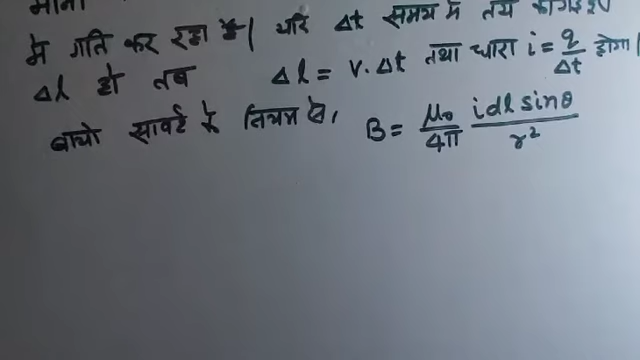 माना
मे गति कर रहा है। यदि Δt समय मे तय की गई दूरी
Δl हो तब Δl = v.Δt तथा धारा i = q/Δt होगा।
बायो सावर्ट के नियम से, B = μ₀/4π idl sinθ/r²